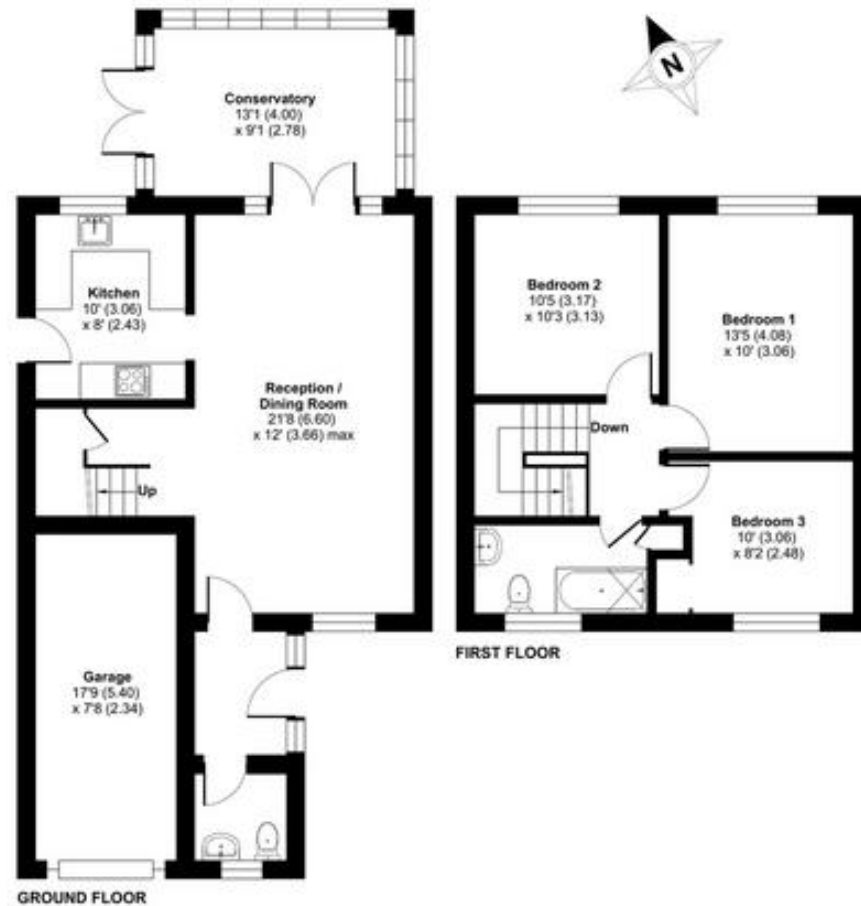 Conservatory
13'1 (4.00)
x 9'1 (2.78)
N
Kitchen
10' (3.06)
x 8' (2.43)
Reception /
Dining Room
21'8 (6.60)
x 12' (3.66) max
Up
Garage
17'9 (5.40)
x 7'8 (2.34)
GROUND FLOOR
Bedroom 2
10'5 (3.17)
x 10'3 (3.13)
Bedroom 1
13'5 (4.08)
x 10' (3.06)
Down
Bedroom 3
10' (3.06)
x 8'2 (2.48)
FIRST FLOOR